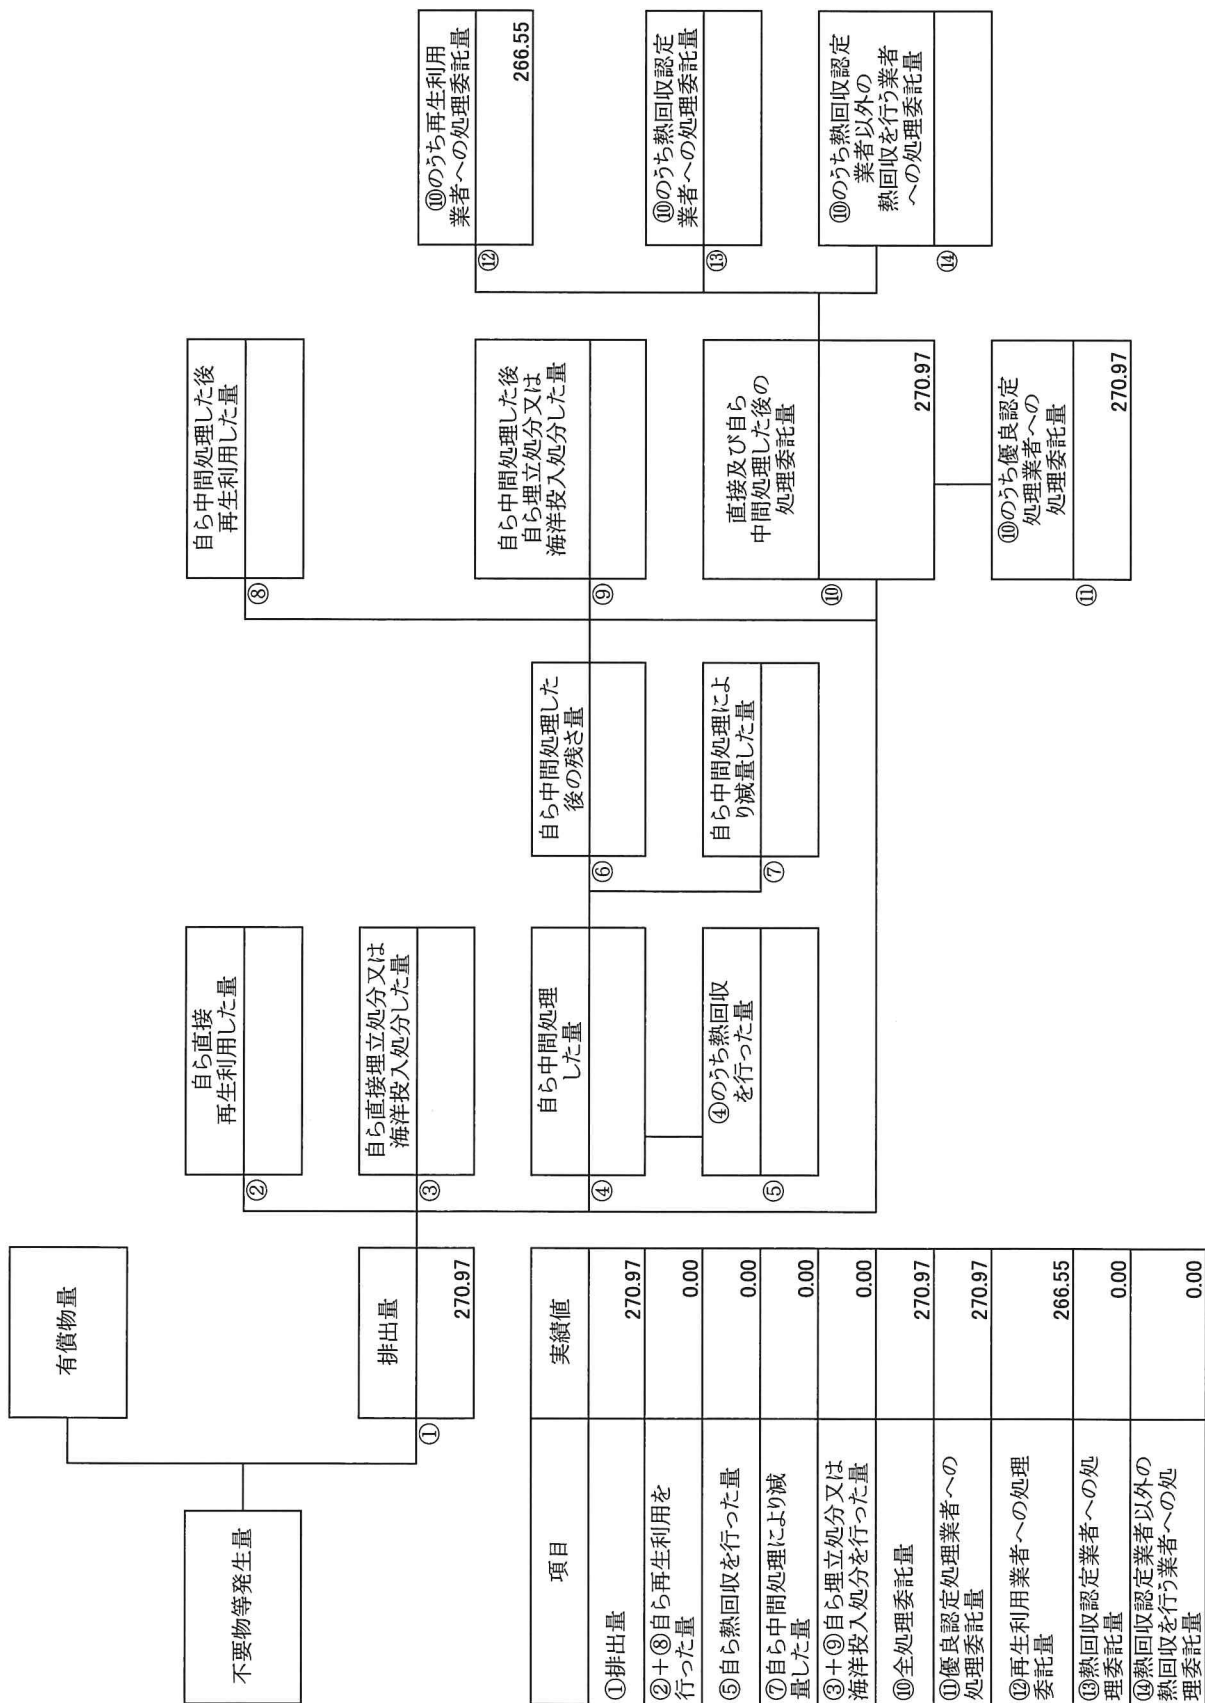 不要物等発生量
有償物量
①
排出量
270.97
②
自ら直接
再生利用した量
③
自ら直接埋立処分又は
海洋投入処分した量
④
自ら中間処理
した量
⑤
④のうち熱回収
を行った量
⑥
自ら中間処理した
後の残さ量
⑦
自ら中間処理によ
り減量した量
⑧
自ら中間処理した後
再生利用した量
⑨
自ら中間処理した後
自ら埋立処分又は
海洋投入処分した量
⑩
直接及び自ら
中間処理した後の
処理委託量
270.97
⑪
⑩のうち優良認定
処理業者への
処理委託量
270.97
⑫
⑩のうち再生利用
業者への処理委託量
266.55
⑬
⑩のうち熱回収認定
業者への処理委託量
⑭
⑩のうち熱回収認定
業者以外の
熱回収を行う業者
への処理委託量
項目
実績値
①排出量
270.97
②+⑧自ら再生利用を
行った量
0.00
⑤自ら熱回収を行った量
0.00
⑦自ら中間処理により減
量した量
0.00
③+⑨自ら埋立処分又は
海洋投入処分を行った量
0.00
⑩全処理委託量
270.97
⑪優良認定処理業者への
処理委託量
270.97
⑫再生利用業者への処理
委託量
266.55
⑬熱回収認定業者への処
理委託量
0.00
⑭熱回収認定業者以外の
熱回収を行う業者への処
理委託量
0.00